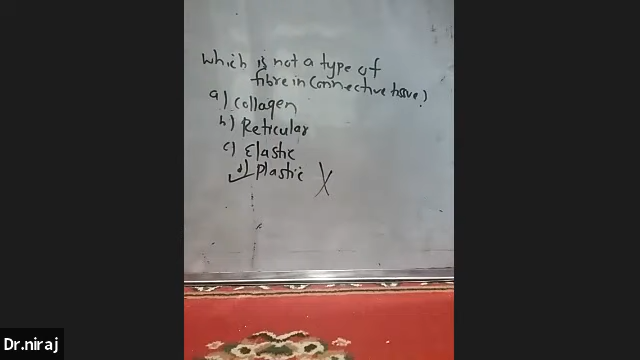 which is not a type of
fibre in connective tissue?
a) Collagen
b) Reticular
c) Elastic
d) Plastic X
Dr.niraj